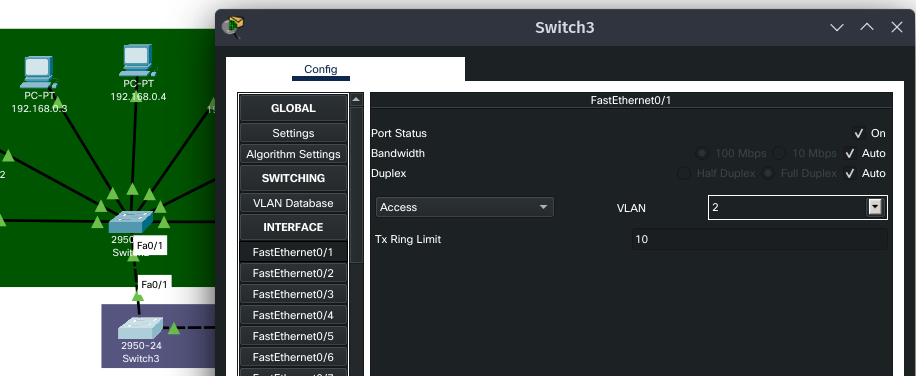 Switch3
Config
GLOBAL
Settings
Algorithm Settings
SWITCHING
VLAN Database
INTERFACE
FastEthernet0/1
FastEthernet0/2
FastEthernet0/3
FastEthernet0/4
FastEthernet0/5
FastEthernet0/6
FastEthernet0/1
Port Status
On
Bandwidth
100 Mbps
10 Mbps
Auto
Duplex
Half Duplex
Full Duplex
Auto
Access
VLAN
2
Tx Ring Limit
10
PC-PT
192.168.0.3
PC-PT
192.168.0.4
2
Fa0/1
Fa0/1
2950-24
Switch3